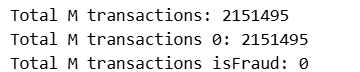 Total M transactions: 2151495
Total M transactions 0: 2151495
Total M transactions isFraud: 0